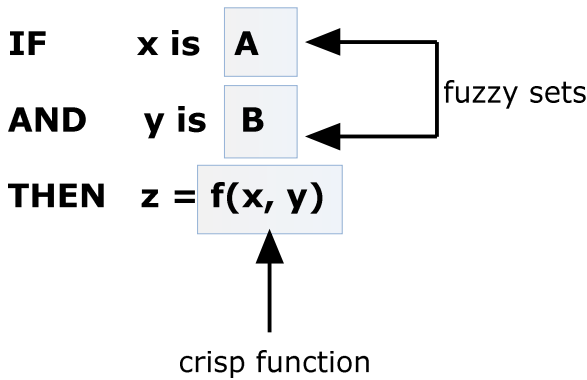 IF x is A
fuzzy sets
AND y is B
THEN z = f(x, y)
crisp function